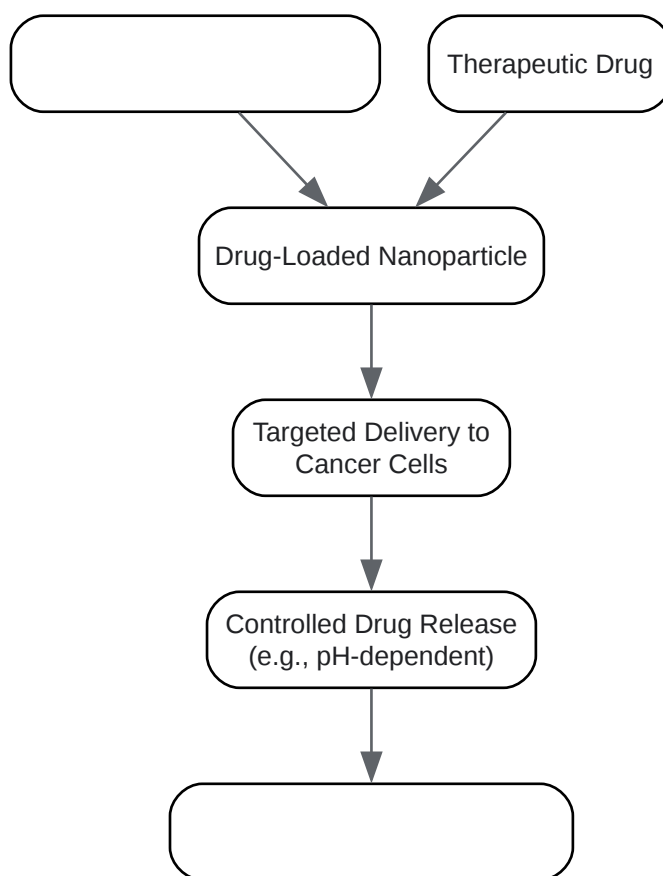 Therapeutic Drug
Drug-Loaded Nanoparticle
Targeted Delivery to
Cancer Cells
Controlled Drug Release
(e.g., pH-dependent)